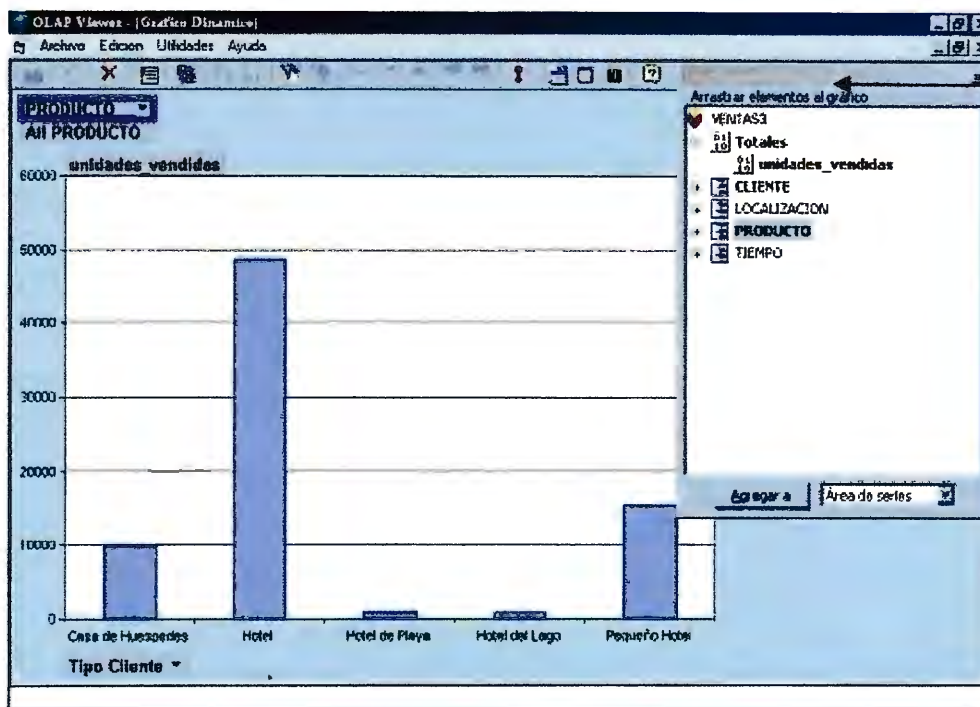 OLAP Viewer - [Grafico Dinamico]
Archivo Edicion Utilidades Ayuda
PRODUCTO
All PRODUCTO
unidades_vendidas
60000
50000
40000
30000
20000
10000
0
Casa de Huespedes
Hotel
Hotel de Playa
Hotel del Lago
Pequeño Hotel
Tipo Cliente
Arrastrar elementos al gráfico
VENTAS3
Totales
unidades_vendidas
CLIENTE
LOCALIZACION
PRODUCTO
TIEMPO
Agregar a
Área de series